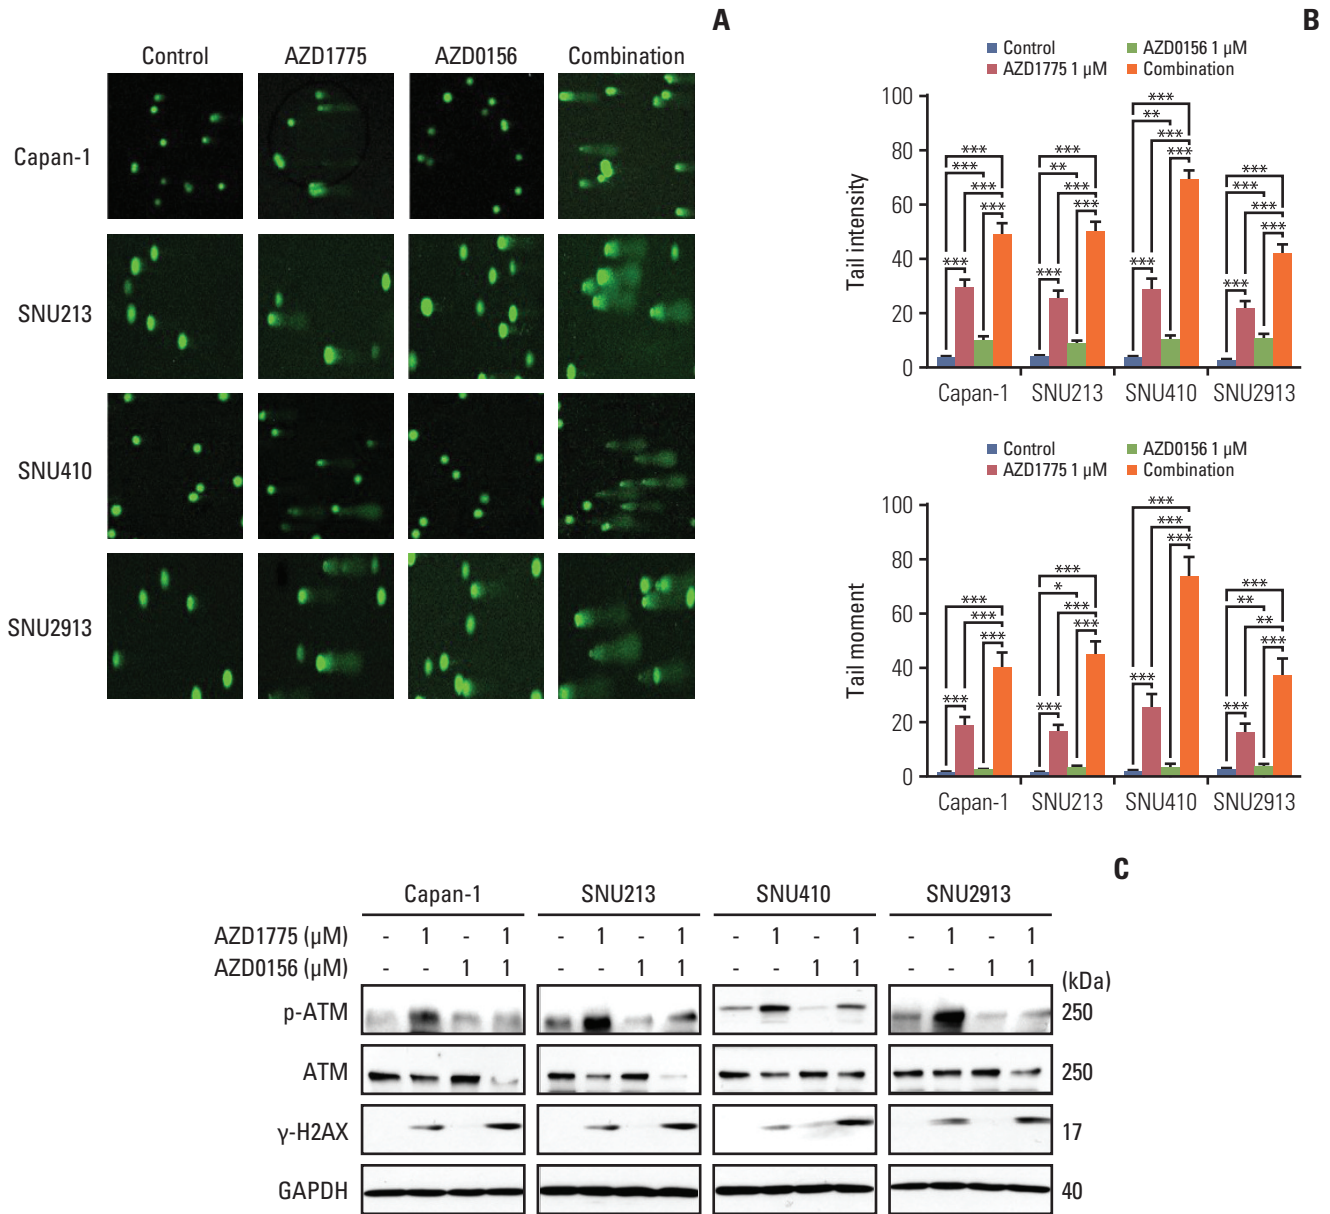 A
Control AZD1775 AZD0156 Combination
Capan-1
SNU213
SNU410
SNU2913
B
Control AZD0156 1 μM
AZD1775 1 μM Combination
Tail intensity
100
80
60
40
20
0
*** *** *** *** ***
*** ** *** *** ***
*** ** *** *** ***
*** *** *** *** ***
Capan-1 SNU213 SNU410 SNU2913
Control AZD0156 1 μM
AZD1775 1 μM Combination
Tail moment
100
80
60
40
20
0
*** *** *** ***
*** * *** *** ***
*** *** *** ***
*** ** ** *** ***
Capan-1 SNU213 SNU410 SNU2913
C
Capan-1 SNU213 SNU410 SNU2913
AZD1775 (μM) - 1 - 1 - 1 - 1 - 1 - 1 - 1 - 1
AZD0156 (μM) - - 1 1 - - 1 1 - - 1 1 - - 1 1
(kDa)
p-ATM 250
ATM 250
γ-H2AX 17
GAPDH 40